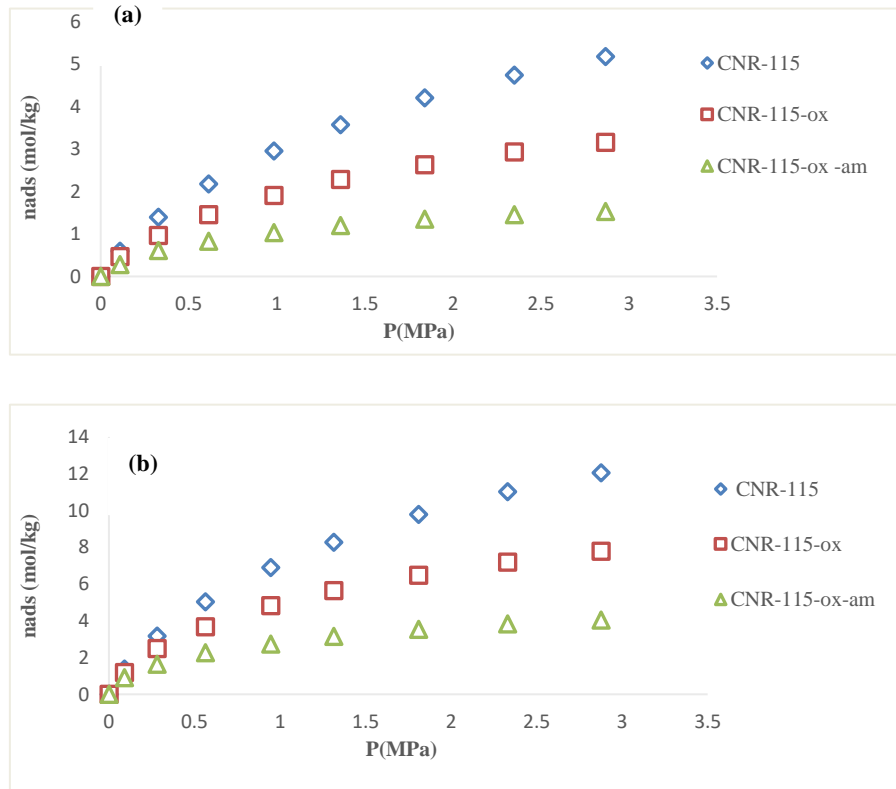 (a)
6
5
4
3
2
1
0
nads (mol/kg)
0 0.5 1 1.5 2 2.5 3 3.5
P(MPa)
CNR-115
CNR-115-ox
CNR-115-ox -am
(b)
14
12
10
8
6
4
2
0
nads (mol/kg)
0 0.5 1 1.5 2 2.5 3 3.5
P(MPa)
CNR-115
CNR-115-ox
CNR-115-ox-am